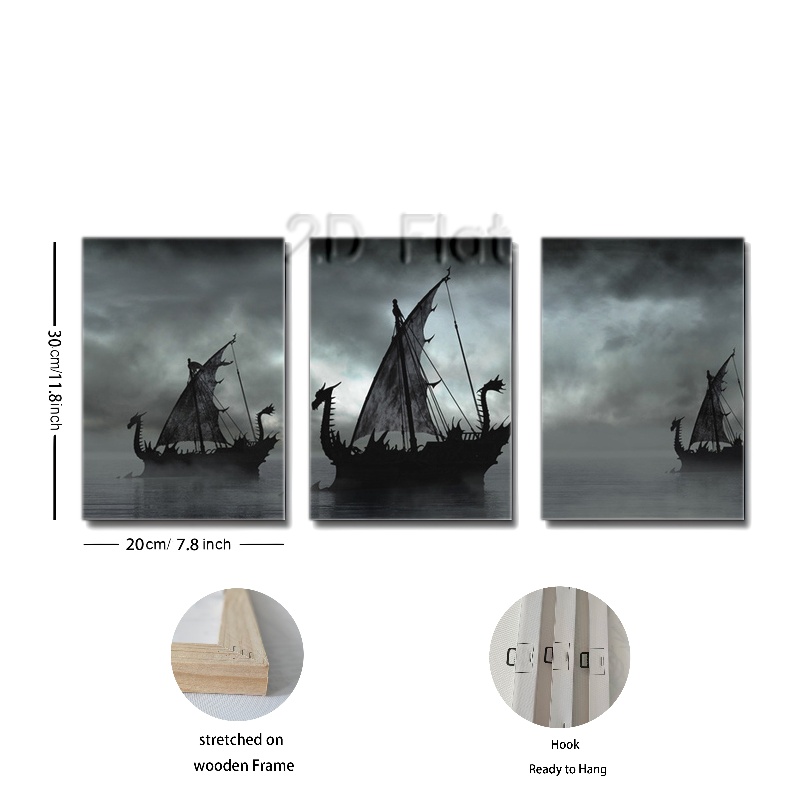 2D Flat
30cm/11.8inch
20cm/ 7.8 inch
stretched on
wooden Frame
Hook
Ready to Hang